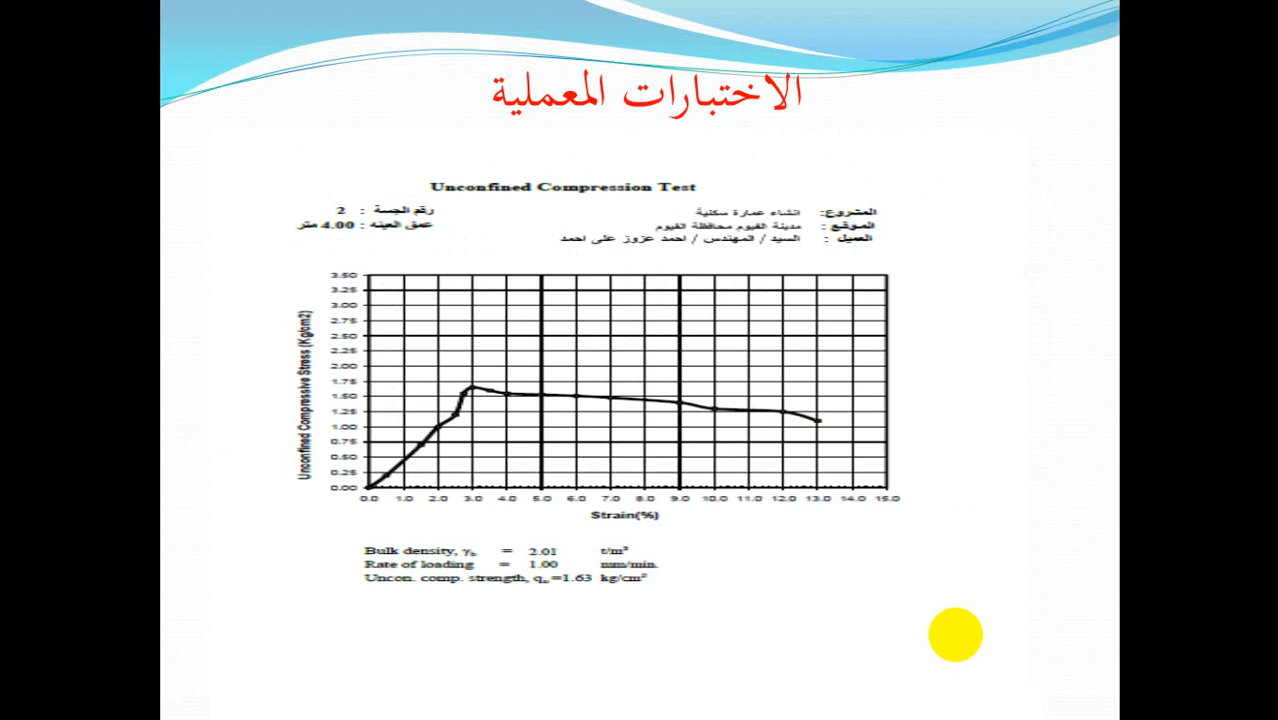 الاختبارات المعملية
Unconfined Compression Test
المشروع: انشاء عمارة سكنية
رقم الجسة : 2
الموقع : مدينة الفيوم محافظة الفيوم
عمق العينه : 4.00 متر
العميل : السيد / المهندس / احمد عزوز على احمد
Unconfined Compressive Stress (Kg/cm2)
3.50
3.25
3.00
2.75
2.50
2.25
2.00
1.75
1.50
1.25
1.00
0.75
0.50
0.25
0.00
0.0 1.0 2.0 3.0 4.0 5.0 6.0 7.0 8.0 9.0 10.0 11.0 12.0 13.0 14.0 15.0
Strain(%)
Bulk density, γb = 2.01 t/m³
Rate of loading = 1.00 mm/min.
Uncon. comp. strength, qu =1.63 kg/cm²